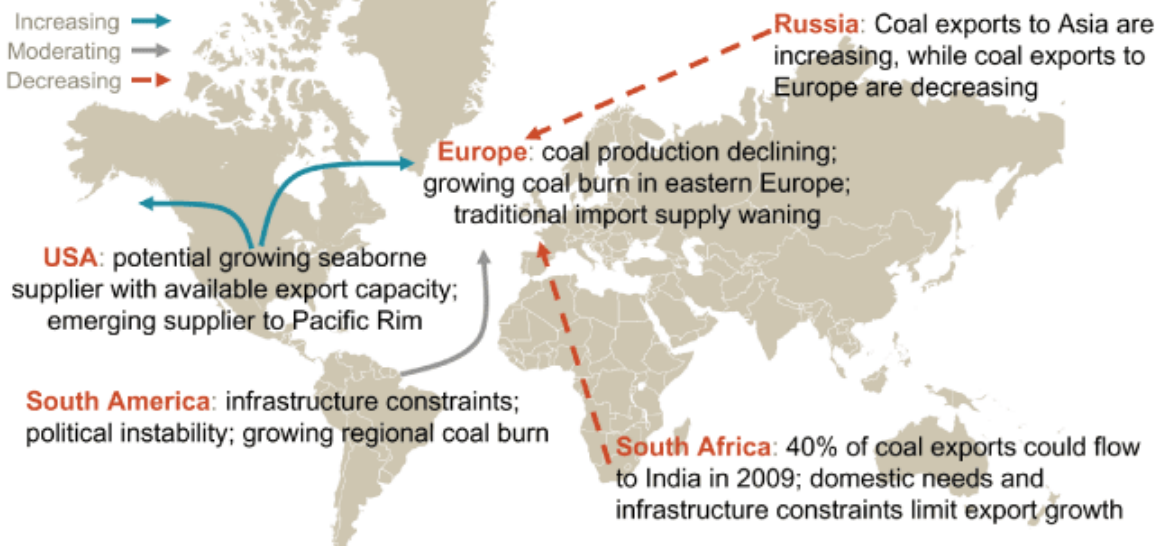 Increasing
Moderating
Decreasing
Russia: Coal exports to Asia are
increasing, while coal exports to
Europe are decreasing
Europe: coal production declining;
growing coal burn in eastern Europe;
traditional import supply waning
USA: potential growing seaborne
supplier with available export capacity;
emerging supplier to Pacific Rim
South America: infrastructure constraints;
political instability; growing regional coal burn
South Africa: 40% of coal exports could flow
to India in 2009; domestic needs and
infrastructure constraints limit export growth